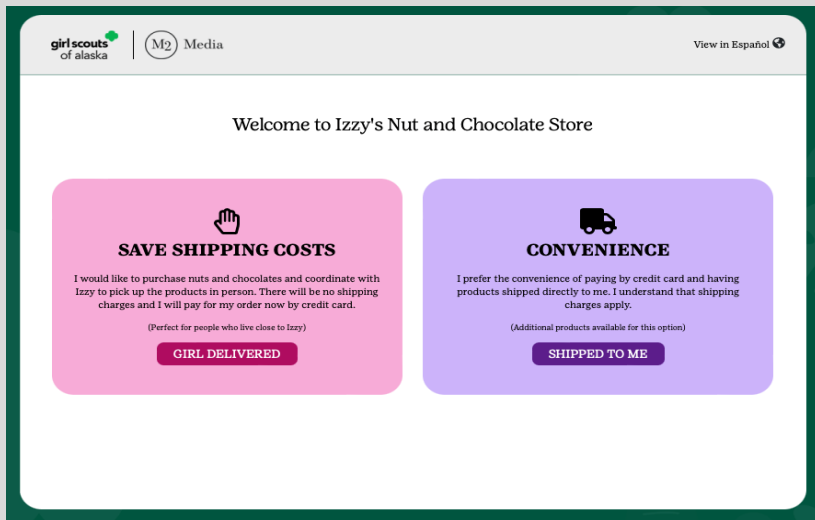 girl scouts
of alaska
M2 Media
View in Español
Welcome to Izzy's Nut and Chocolate Store
SAVE SHIPPING COSTS
I would like to purchase nuts and chocolates and coordinate with
Izzy to pick up the products in person. There will be no shipping
charges and I will pay for my order now by credit card.
(Perfect for people who live close to Izzy)
GIRL DELIVERED
CONVENIENCE
I prefer the convenience of paying by credit card and having
products shipped directly to me. I understand that shipping
charges apply.
(Additional products available for this option)
SHIPPED TO ME